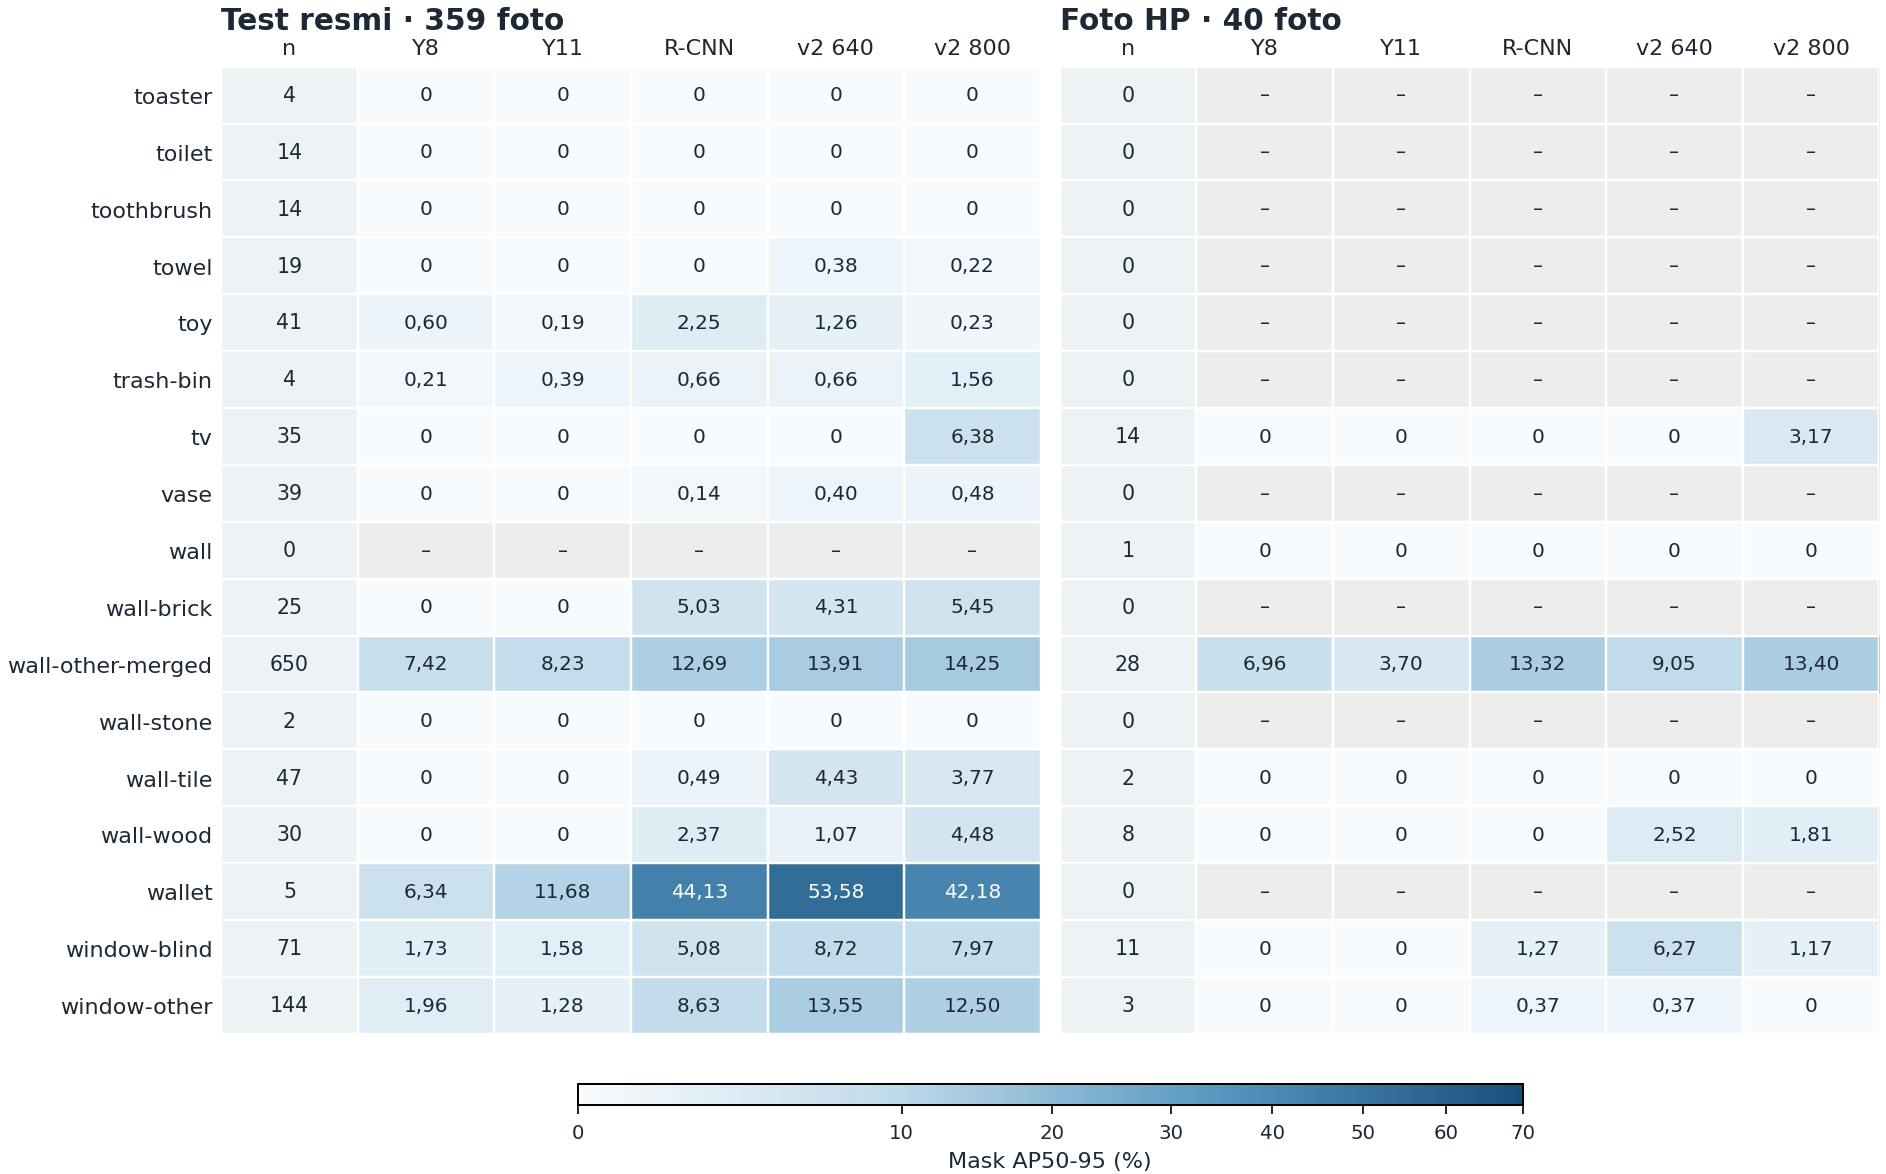 Test resmi · 359 foto Foto HP · 40 foto
n Y8 Y11 R-CNN v2 640 v2 800 n Y8 Y11 R-CNN v2 640 v2 800
toaster 4 0 0 0 0 0 0 – – – – –
toilet 14 0 0 0 0 0 0 – – – – –
toothbrush 14 0 0 0 0 0 0 – – – – –
towel 19 0 0 0 0,38 0,22 0 – – – – –
toy 41 0,60 0,19 2,25 1,26 0,23 0 – – – – –
trash-bin 4 0,21 0,39 0,66 0,66 1,56 0 – – – – –
tv 35 0 0 0 0 6,38 14 0 0 0 0 3,17
vase 39 0 0 0,14 0,40 0,48 0 – – – – –
wall 0 – – – – – 1 0 0 0 0 0
wall-brick 25 0 0 5,03 4,31 5,45 0 – – – – –
wall-other-merged 650 7,42 8,23 12,69 13,91 14,25 28 6,96 3,70 13,32 9,05 13,40
wall-stone 2 0 0 0 0 0 0 – – – – –
wall-tile 47 0 0 0,49 4,43 3,77 2 0 0 0 0 0
wall-wood 30 0 0 2,37 1,07 4,48 8 0 0 0 2,52 1,81
wallet 5 6,34 11,68 44,13 53,58 42,18 0 – – – – –
window-blind 71 1,73 1,58 5,08 8,72 7,97 11 0 0 1,27 6,27 1,17
window-other 144 1,96 1,28 8,63 13,55 12,50 3 0 0 0,37 0,37 0
0 10 20 30 40 50 60 70
Mask AP50-95 (%)